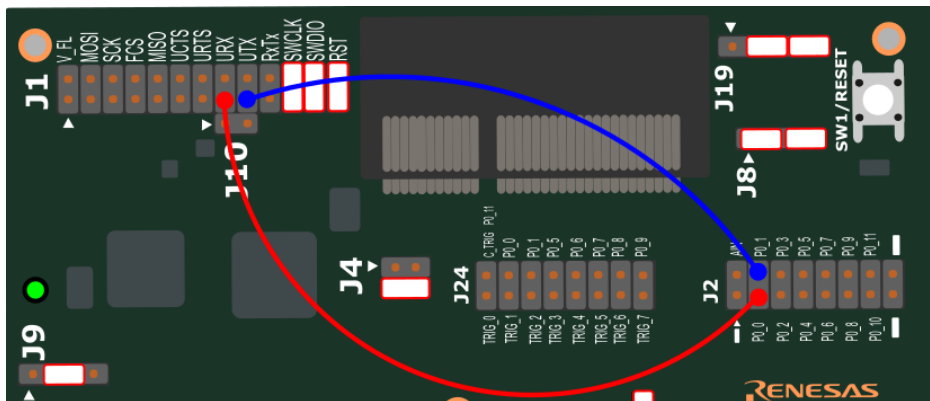 J1
V_FL
MOSI
SCK
FCS
MISO
UCTS
URTS
URX
UTX
RxTx
SWCLK
SWDIO
RST
J10
J19
SW1/RESET
J8
J4
J24
C_TRIG P0_11
P0_0
P0_1
P0_5
P0_6
P0_7
P0_8
P0_9
TRIG_0
TRIG_1
TRIG_2
TRIG_3
TRIG_4
TRIG_5
TRIG_6
TRIG_7
J2
P0_1
P0_3
P0_5
P0_7
P0_9
P0_11
P0_0
P0_2
P0_4
P0_6
P0_8
P0_10
J9
RENESAS